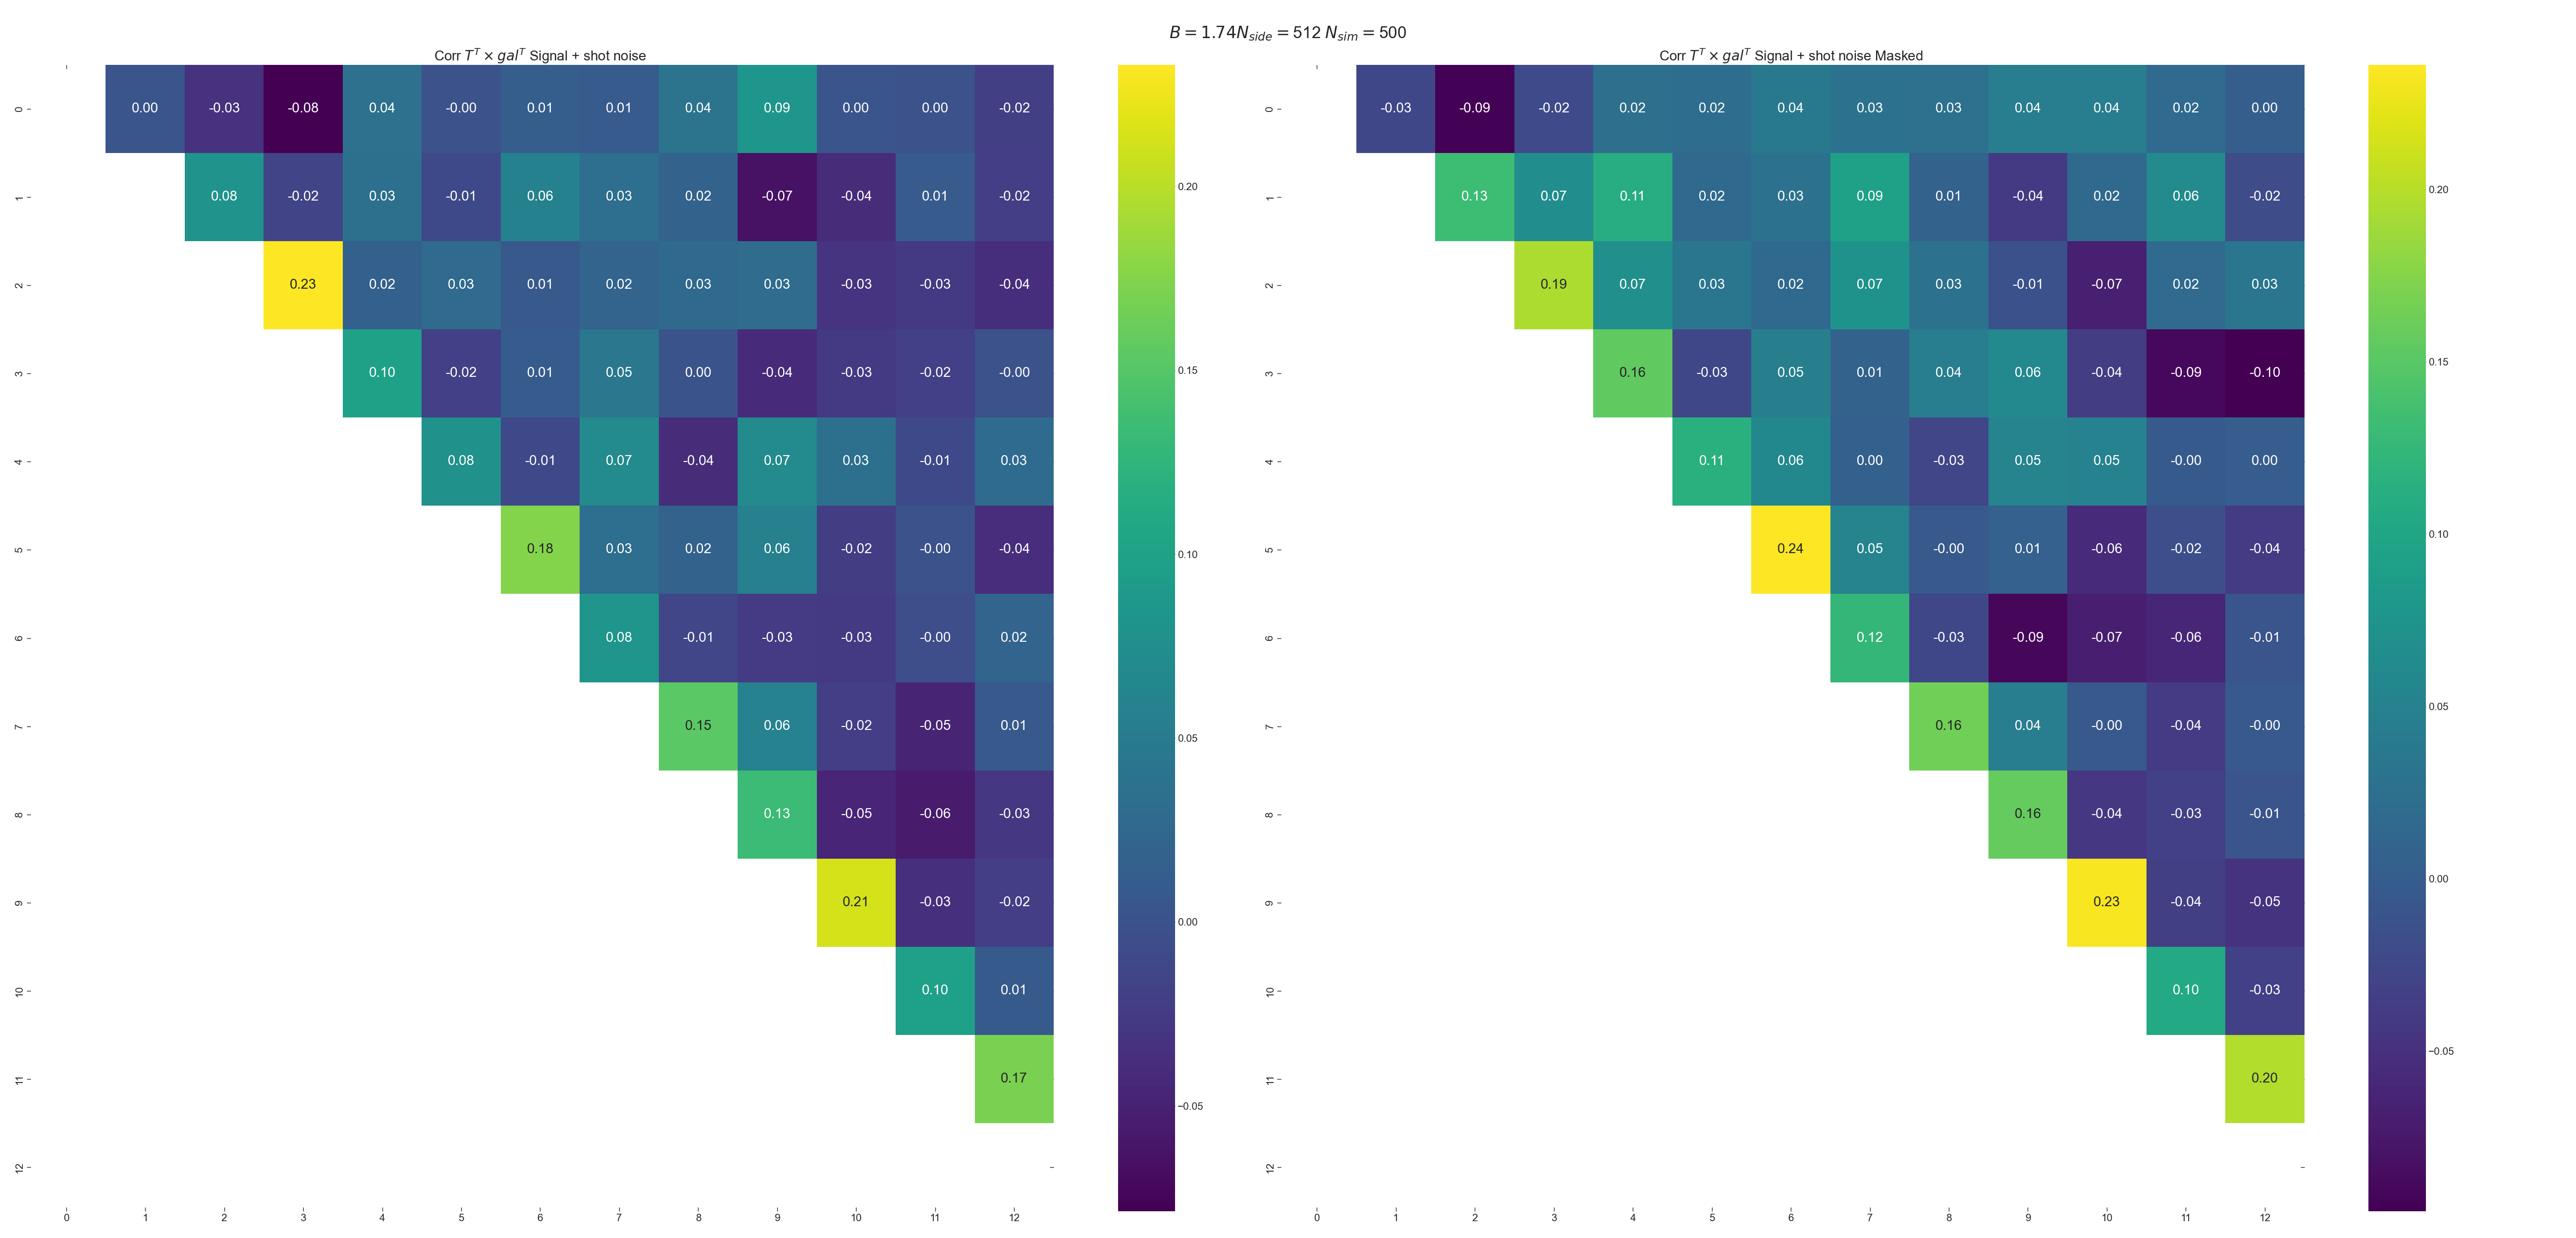 B = 1.74N_side = 512 N_sim = 500
Corr T^T × gal^T Signal + shot noise
0 0.00 -0.03 -0.08 0.04 -0.00 0.01 0.01 0.04 0.09 0.00 0.00 -0.02
1 0.08 -0.02 0.03 -0.01 0.06 0.03 0.02 -0.07 -0.04 0.01 -0.02
2 0.23 0.02 0.03 0.01 0.02 0.03 0.03 -0.03 -0.03 -0.04
3 0.10 -0.02 0.01 0.05 0.00 -0.04 -0.03 -0.02 -0.00
4 0.08 -0.01 0.07 -0.04 0.07 0.03 -0.01 0.03
5 0.18 0.03 0.02 0.06 -0.02 -0.00 -0.04
6 0.08 -0.01 -0.03 -0.03 -0.00 0.02
7 0.15 0.06 -0.02 -0.05 0.01
8 0.13 -0.05 -0.06 -0.03
9 0.21 -0.03 -0.02
10 0.10 0.01
11 0.17
12
0 1 2 3 4 5 6 7 8 9 10 11 12
0.20
0.15
0.10
0.05
0.00
−0.05
Corr T^T × gal^T Signal + shot noise Masked
0 -0.03 -0.09 -0.02 0.02 0.02 0.04 0.03 0.03 0.04 0.04 0.02 0.00
1 0.13 0.07 0.11 0.02 0.03 0.09 0.01 -0.04 0.02 0.06 -0.02
2 0.19 0.07 0.03 0.02 0.07 0.03 -0.01 -0.07 0.02 0.03
3 0.16 -0.03 0.05 0.01 0.04 0.06 -0.04 -0.09 -0.10
4 0.11 0.06 0.00 -0.03 0.05 0.05 -0.00 0.00
5 0.24 0.05 -0.00 0.01 -0.06 -0.02 -0.04
6 0.12 -0.03 -0.09 -0.07 -0.06 -0.01
7 0.16 0.04 -0.00 -0.04 -0.00
8 0.16 -0.04 -0.03 -0.01
9 0.23 -0.04 -0.05
10 0.10 -0.03
11 0.20
12
0 1 2 3 4 5 6 7 8 9 10 11 12
0.20
0.15
0.10
0.05
0.00
−0.05